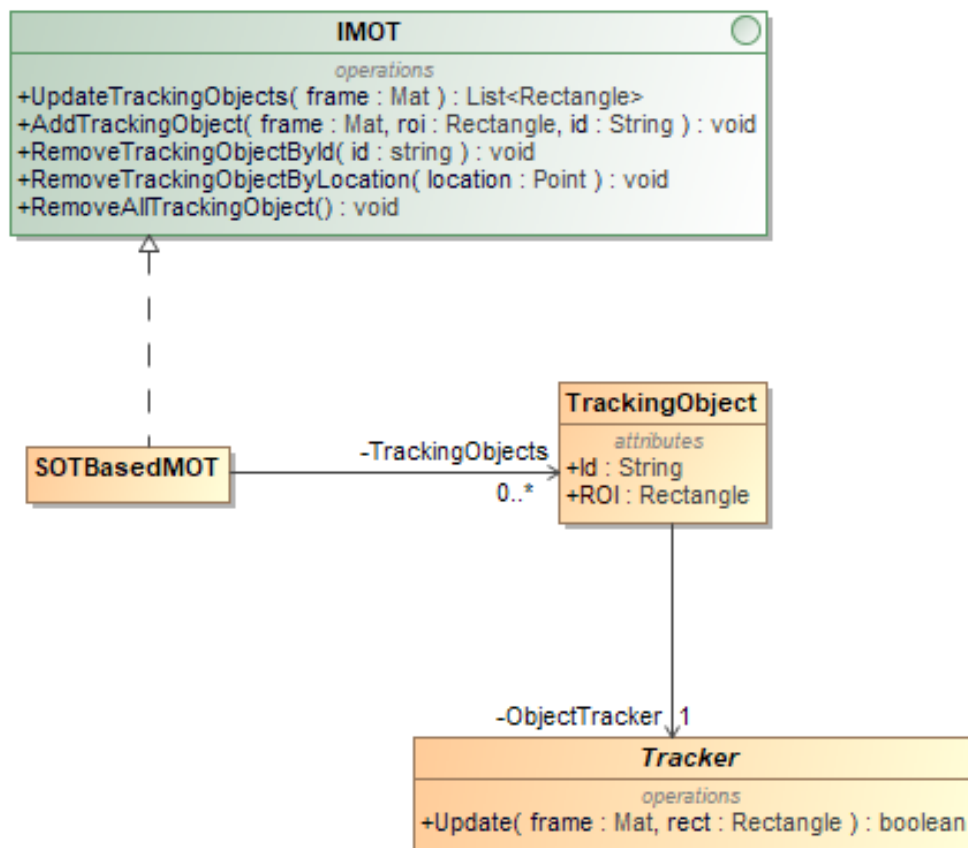 IMOT
operations
+UpdateTrackingObjects( frame : Mat ) : List<Rectangle>
+AddTrackingObject( frame : Mat, roi : Rectangle, id : String ) : void
+RemoveTrackingObjectById( id : string ) : void
+RemoveTrackingObjectByLocation( location : Point ) : void
+RemoveAllTrackingObject() : void
TrackingObject
attributes
+Id : String
+ROI : Rectangle
SOTBasedMOT
-TrackingObjects
0..*
-ObjectTracker
1
Tracker
operations
+Update( frame : Mat, rect : Rectangle ) : boolean